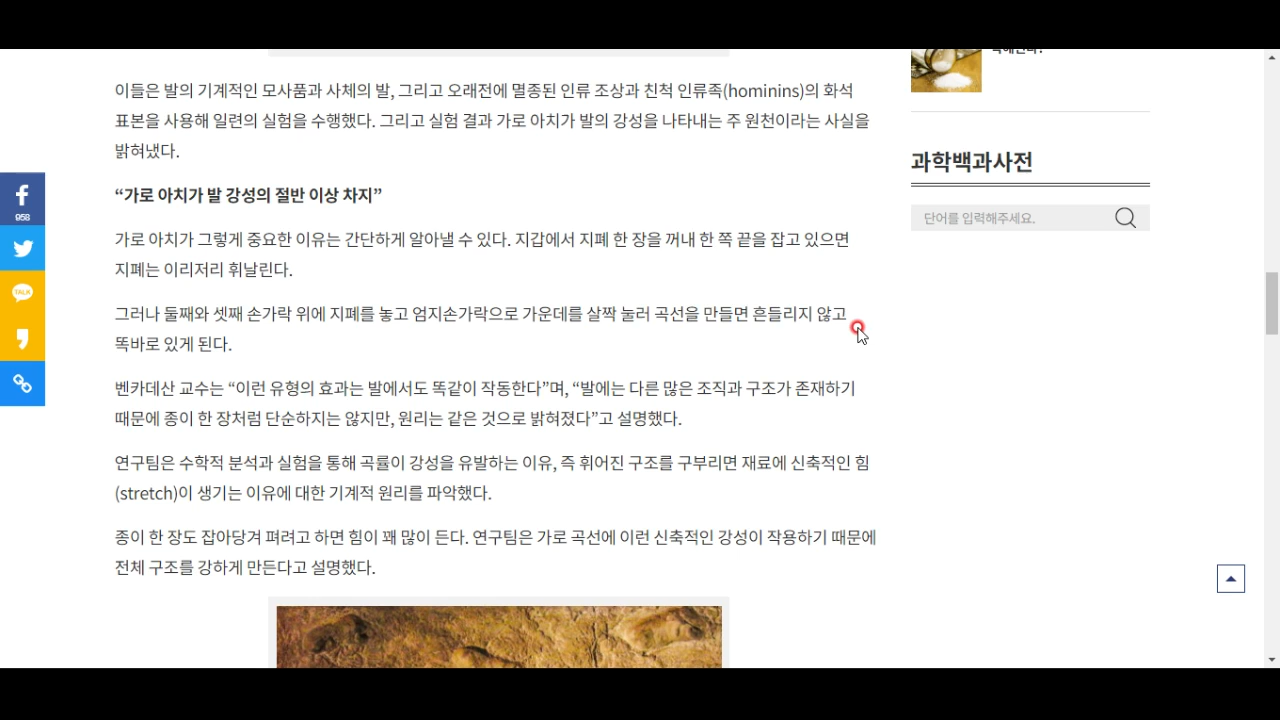 이들은 발의 기계적인 모사품과 사체의 발, 그리고 오래전에 멸종된 인류 조상과 친척 인류족(hominins)의 화석
표본을 사용해 일련의 실험을 수행했다. 그리고 실험 결과 가로 아치가 발의 강성을 나타내는 주 원천이라는 사실을
밝혀냈다.
“가로 아치가 발 강성의 절반 이상 차지”
가로 아치가 그렇게 중요한 이유는 간단하게 알아낼 수 있다. 지갑에서 지폐 한 장을 꺼내 한 쪽 끝을 잡고 있으면
지폐는 이리저리 휘날린다.
그러나 둘째와 셋째 손가락 위에 지폐를 놓고 엄지손가락으로 가운데를 살짝 눌러 곡선을 만들면 흔들리지 않고
똑바로 있게 된다.
벤카데산 교수는 “이런 유형의 효과는 발에서도 똑같이 작동한다”며, “발에는 다른 많은 조직과 구조가 존재하기
때문에 종이 한 장처럼 단순하지는 않지만, 원리는 같은 것으로 밝혀졌다”고 설명했다.
연구팀은 수학적 분석과 실험을 통해 곡률이 강성을 유발하는 이유, 즉 휘어진 구조를 구부리면 재료에 신축적인 힘
(stretch)이 생기는 이유에 대한 기계적 원리를 파악했다.
종이 한 장도 잡아당겨 펴려고 하면 힘이 꽤 많이 든다. 연구팀은 가로 곡선에 이런 신축적인 강성이 작용하기 때문에
전체 구조를 강하게 만든다고 설명했다.
과학백과사전
단어를 입력해주세요.
958
TALK